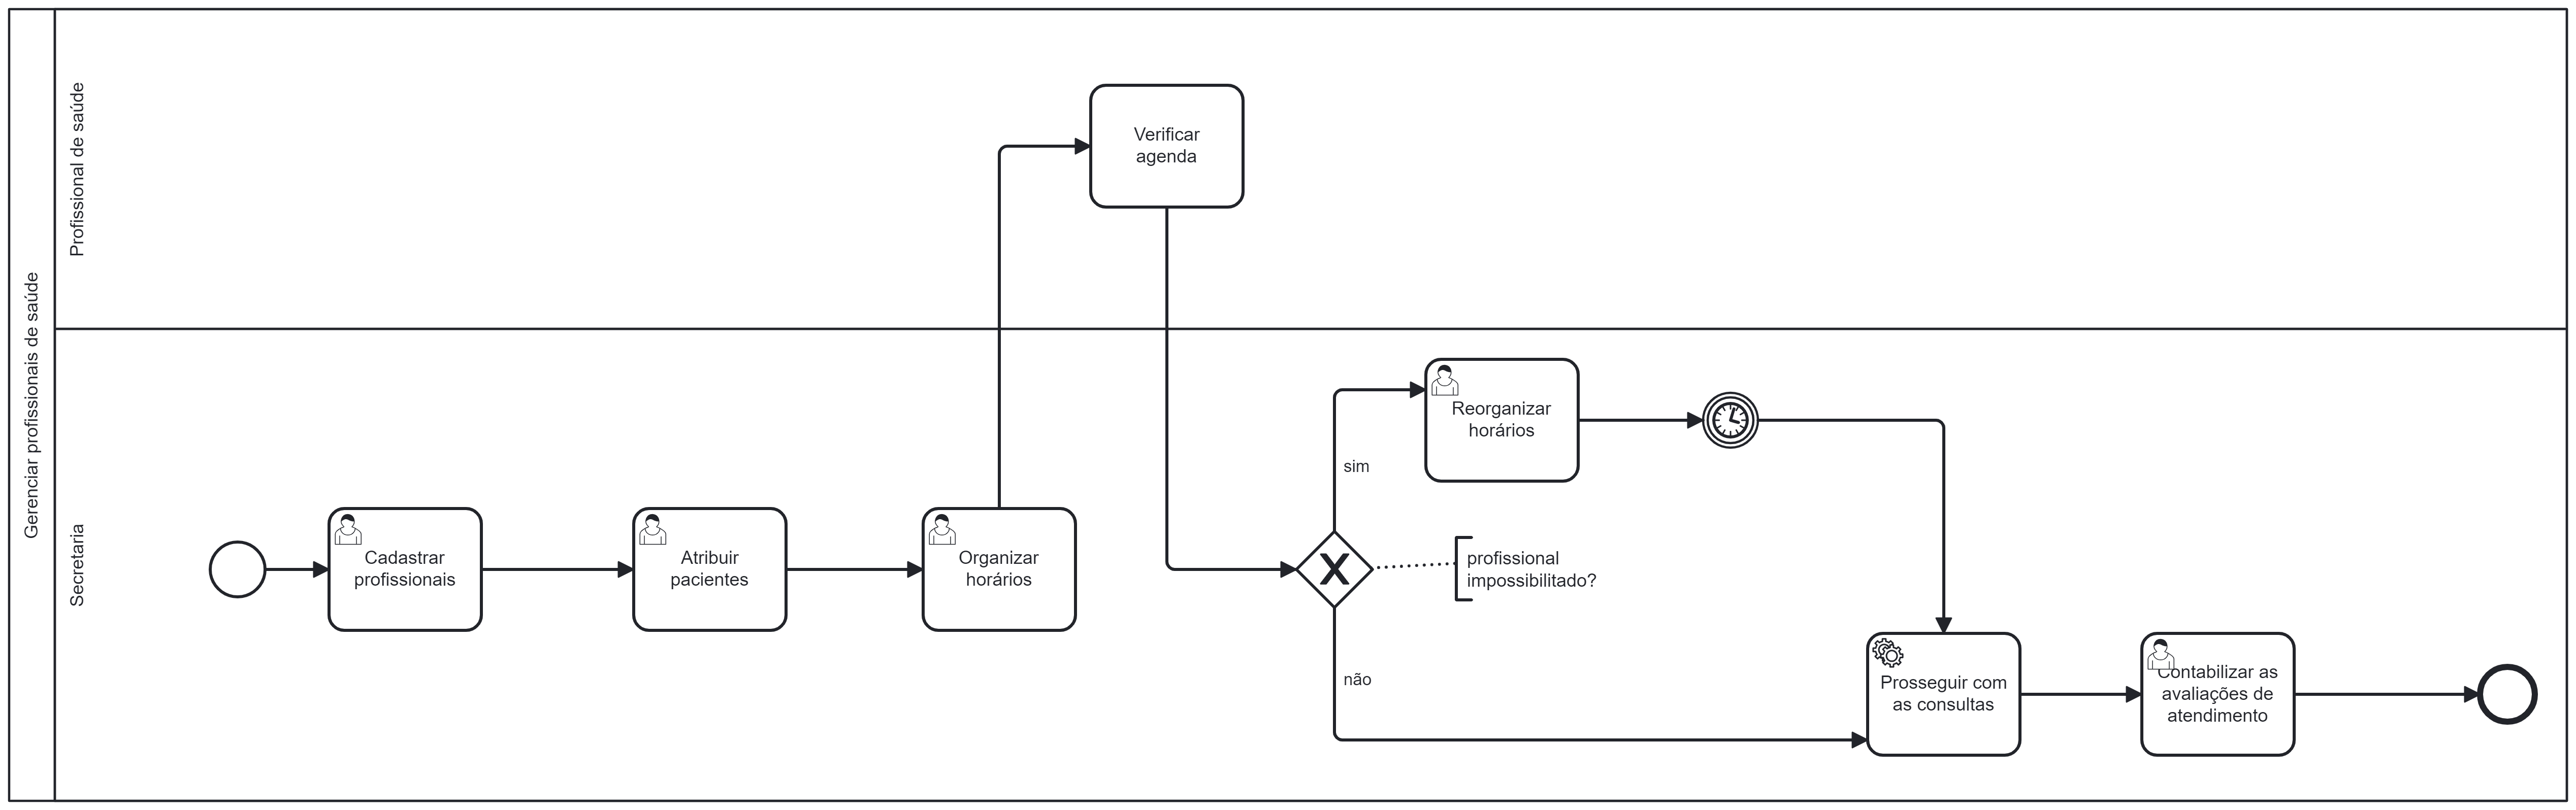 Gerenciar profissionais de saúde
Profissional de saúde
Verificar
agenda
Secretaria
Cadastrar
profissionais
Atribuir
pacientes
Organizar
horários
sim
Reorganizar
horários
profissional
impossibilitado?
não
Prosseguir com
as consultas
Contabilizar as
avaliações de
atendimento